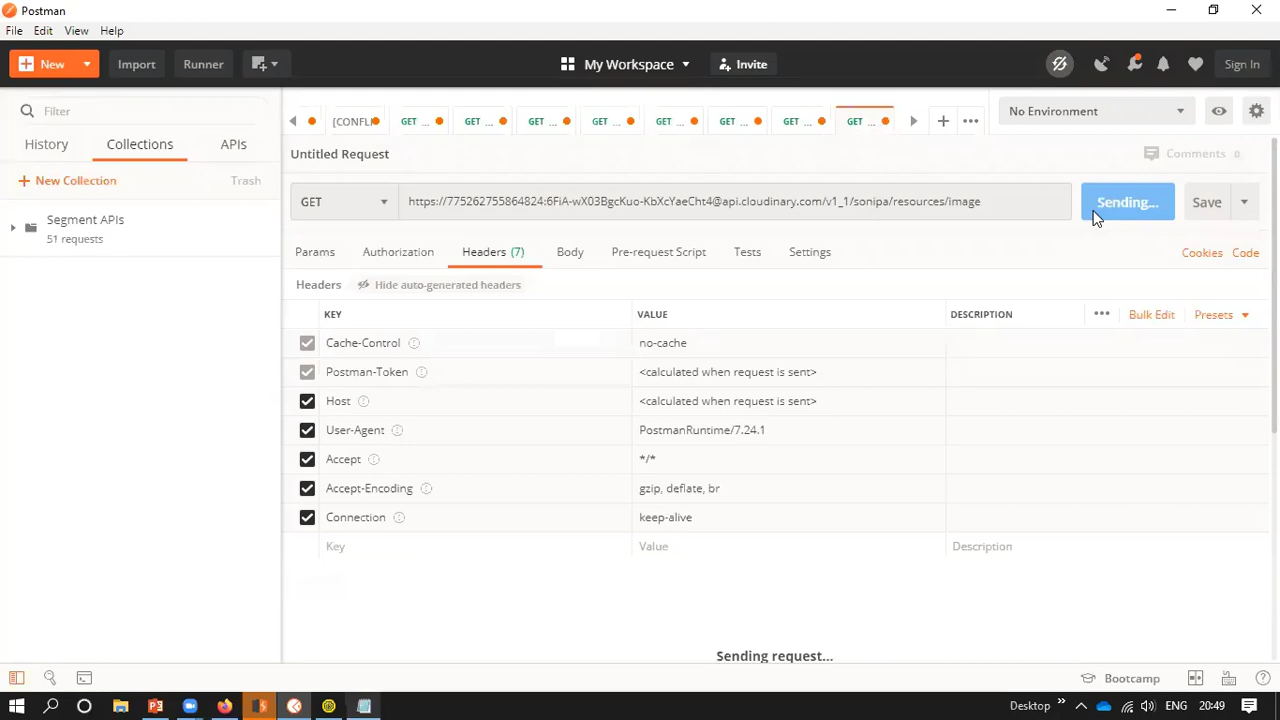 Postman
File Edit View Help
New Import Runner My Workspace Invite Sign In
Filter
[CONFLI GET ... GET ... GET ... GET ... GET ... GET ... GET ... GET ... No Environment
History Collections APIs
Untitled Request Comments 0
New Collection Trash
GET https://775262755864824:6FiA-wX03BgcKuo-KbXcYaeCht4@api.cloudinary.com/v1_1/sonipa/resources/image Sending... Save
Segment APIs
51 requests
Params Authorization Headers (7) Body Pre-request Script Tests Settings Cookies Code
Headers Hide auto-generated headers
KEY VALUE DESCRIPTION Bulk Edit Presets
Cache-Control no-cache
Postman-Token <calculated when request is sent>
Host <calculated when request is sent>
User-Agent PostmanRuntime/7.24.1
Accept */*
Accept-Encoding gzip, deflate, br
Connection keep-alive
Key Value Description
Sending request...
Bootcamp
Desktop ENG 20:49